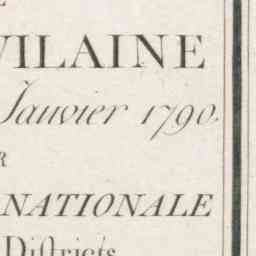 VILAINE
Janvier 1790.
R
NATIONALE
Districts